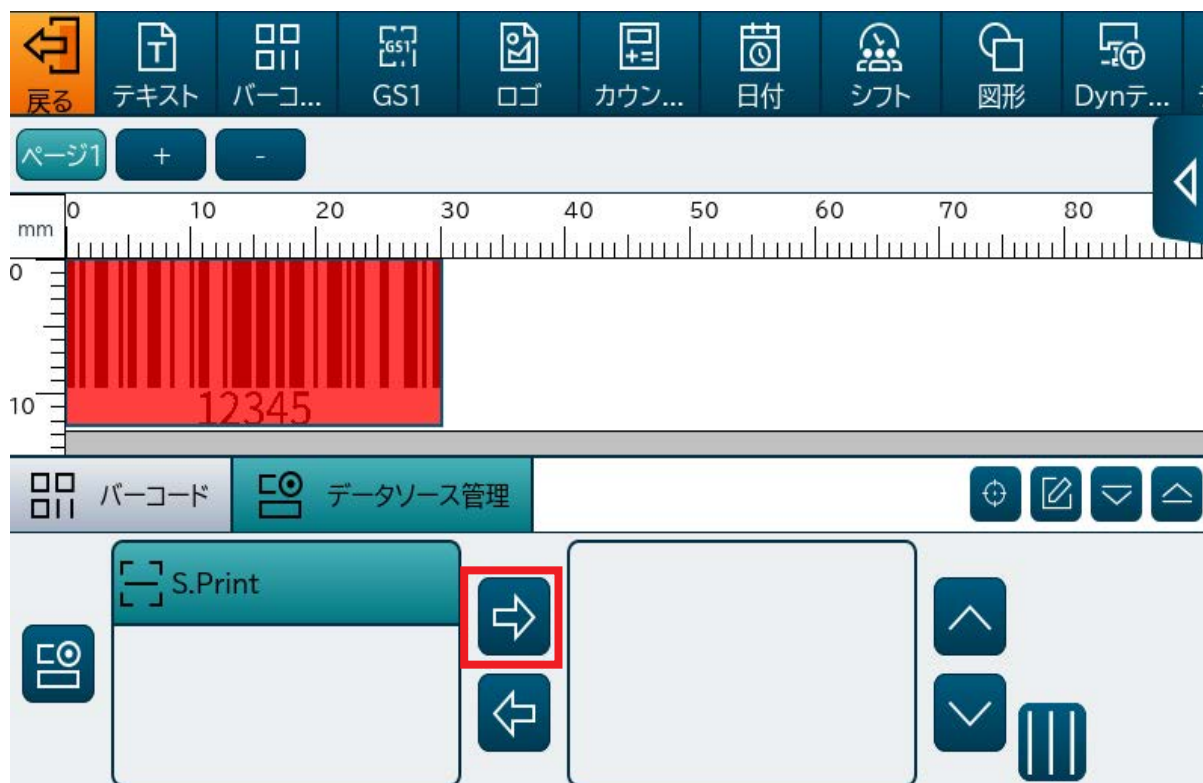 戻る テキスト バーコ... GS1 ロゴ カウン... 日付 シフト 図形 Dynテ...
ページ1 + -
mm 0 10 20 30 40 50 60 70 80
0
12345
10
バーコード データソース管理
S.Print